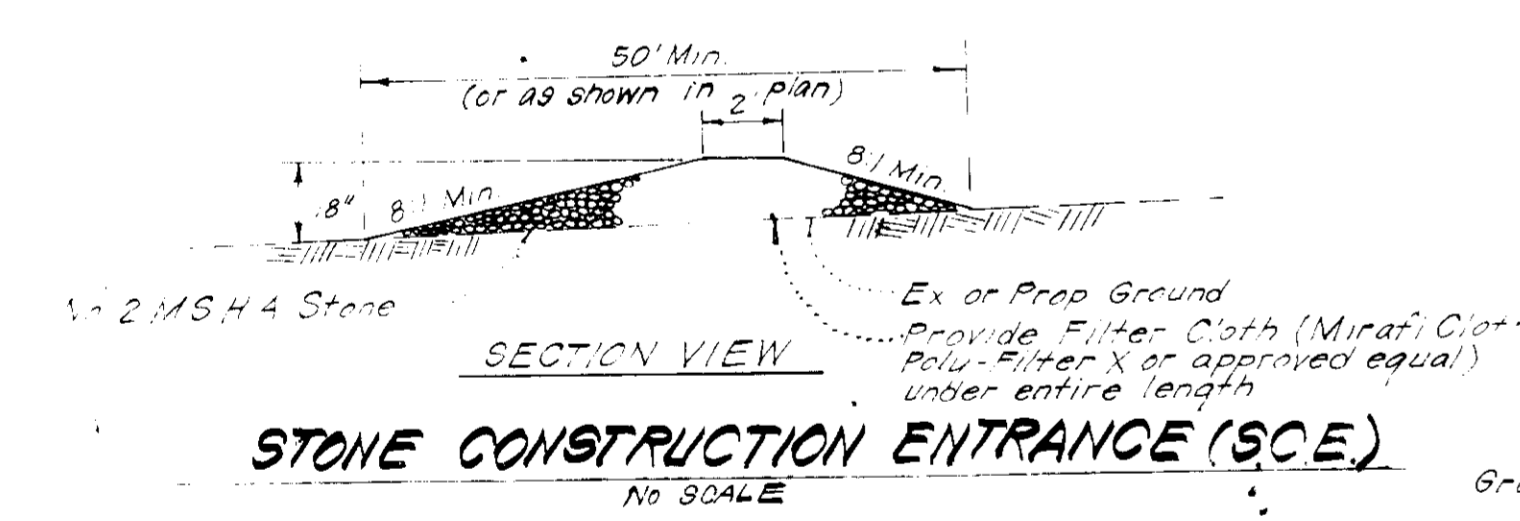 50' Min.
(or as shown in plan)
2'
8:1 Min.
8"
8:1 Min.
No 2 MSHA Stone
Ex or Prop Ground
Provide Filter Cloth (Mirafi
Poly-Filter X or approved equal)
under entire length
SECTION VIEW
STONE CONSTRUCTION ENTRANCE (S.C.E.)
NO SCALE